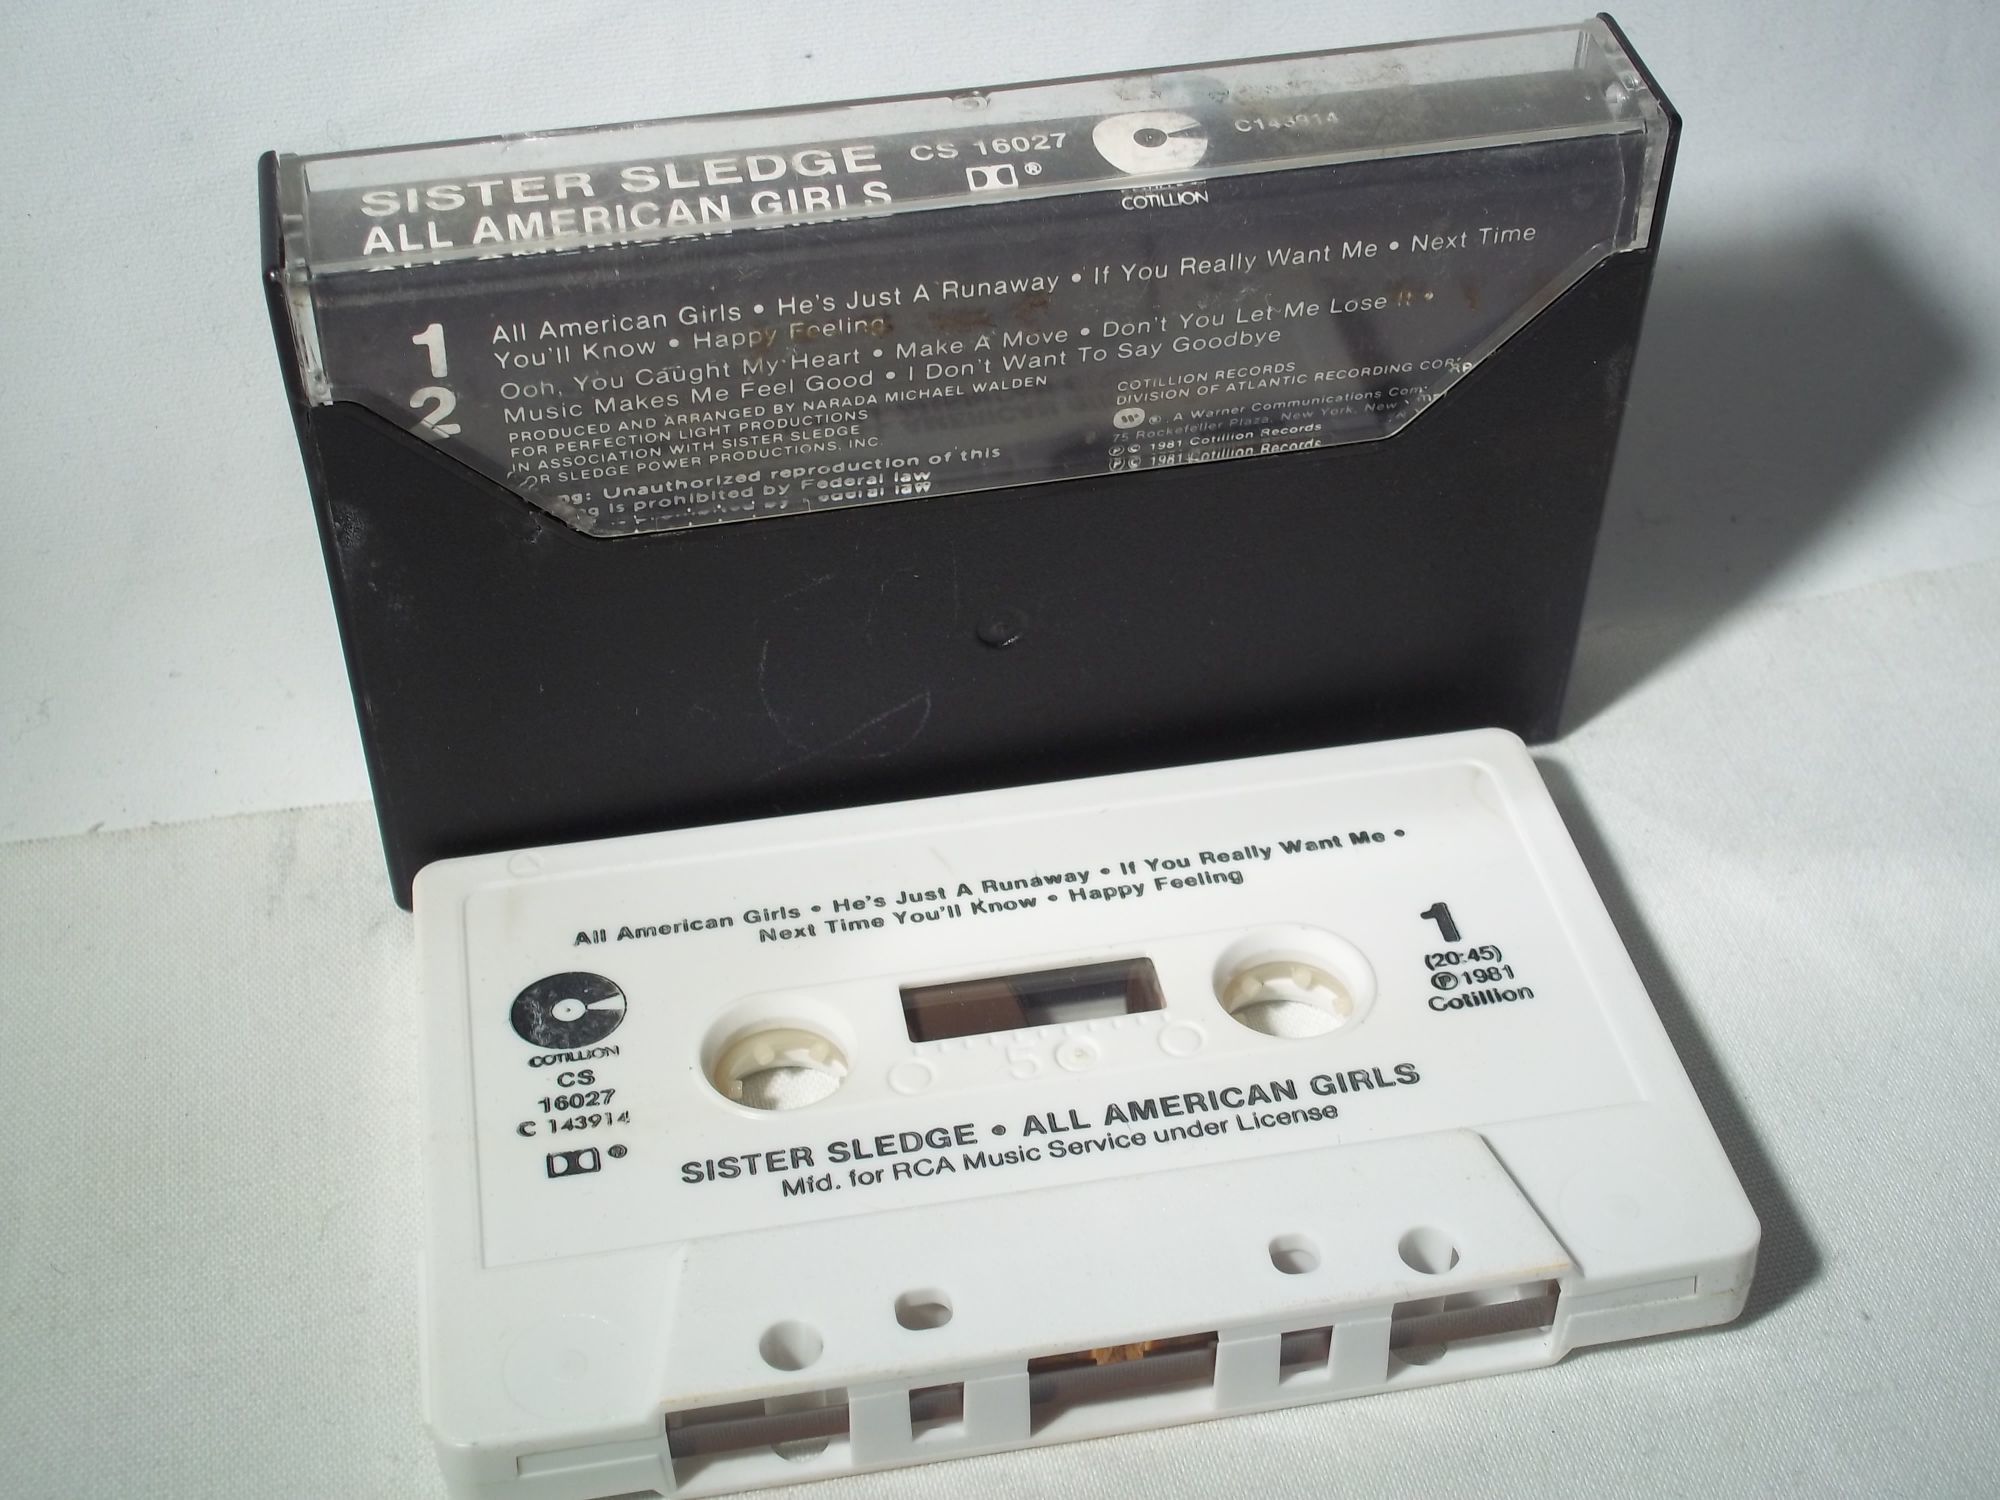 SISTER SLEDGE CS 16027
ALL AMERICAN GIRLS
COTILLION
1 All American Girls • He's Just A Runaway • If You Really Want Me • Next Time
You'll Know • Happy Feeling
2 Ooh, You Caught My Heart • Make A Move • Don't You Let Me Lose It •
Music Makes Me Feel Good • I Don't Want To Say Goodbye
PRODUCED AND ARRANGED BY NARADA MICHAEL WALDEN
FOR PERFECTION LIGHT PRODUCTIONS
IN ASSOCIATION WITH SISTER SLEDGE
SLEDGE POWER PRODUCTIONS, INC.
Unauthorized reproduction of this
is prohibited by Federal law
COTILLION RECORDS
DIVISION OF ATLANTIC RECORDING
A Warner Communications
75 Rockefeller Plaza, New York, New
℗ © 1981 Cotillion Records
All American Girls • He's Just A Runaway • If You Really Want Me •
Next Time You'll Know • Happy Feeling
1
(20:45)
℗ 1981
Cotillion
COTILLION
CS
16027
C 143914
50
SISTER SLEDGE • ALL AMERICAN GIRLS
Mfd. for RCA Music Service under License